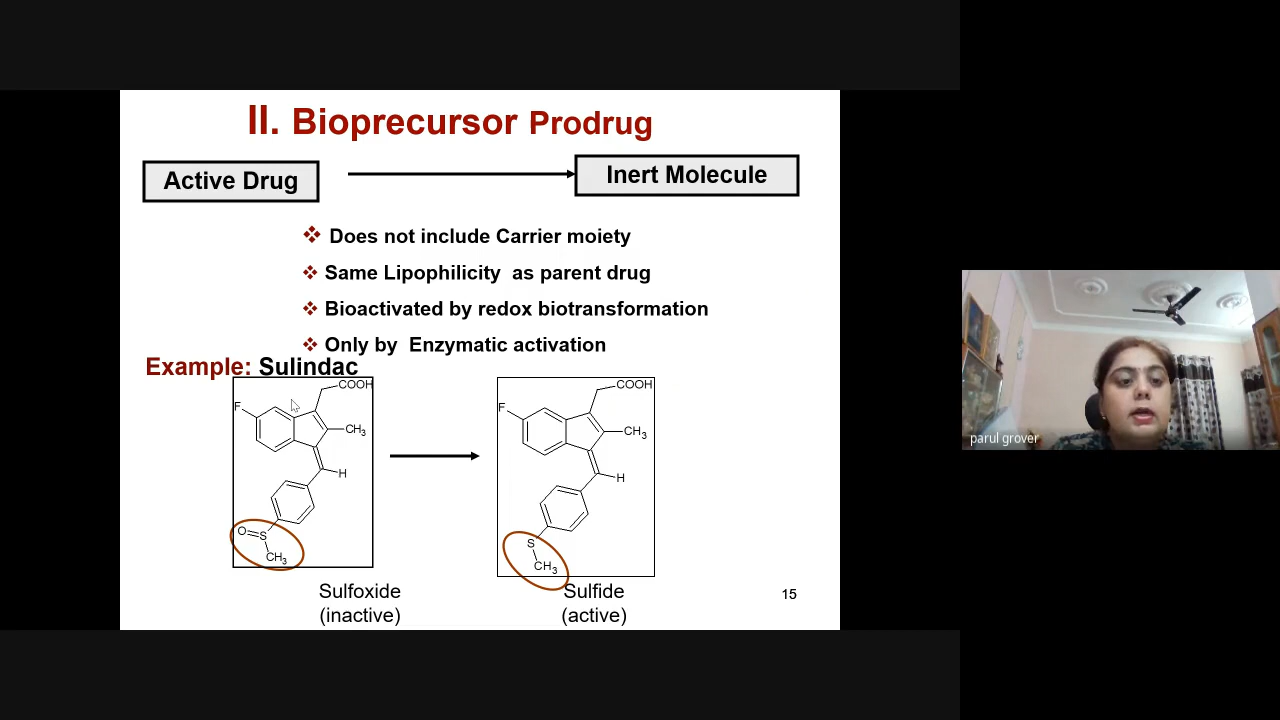 II. Bioprecursor Prodrug
Active Drug
Inert Molecule
❖ Does not include Carrier moiety
❖ Same Lipophilicity as parent drug
❖ Bioactivated by redox biotransformation
❖ Only by Enzymatic activation
Example: Sulindac
COOH
F
CH3
H
O
S
CH3
COOH
F
CH3
H
S
CH3
Sulfoxide
(inactive)
Sulfide
(active)
15
parul grover